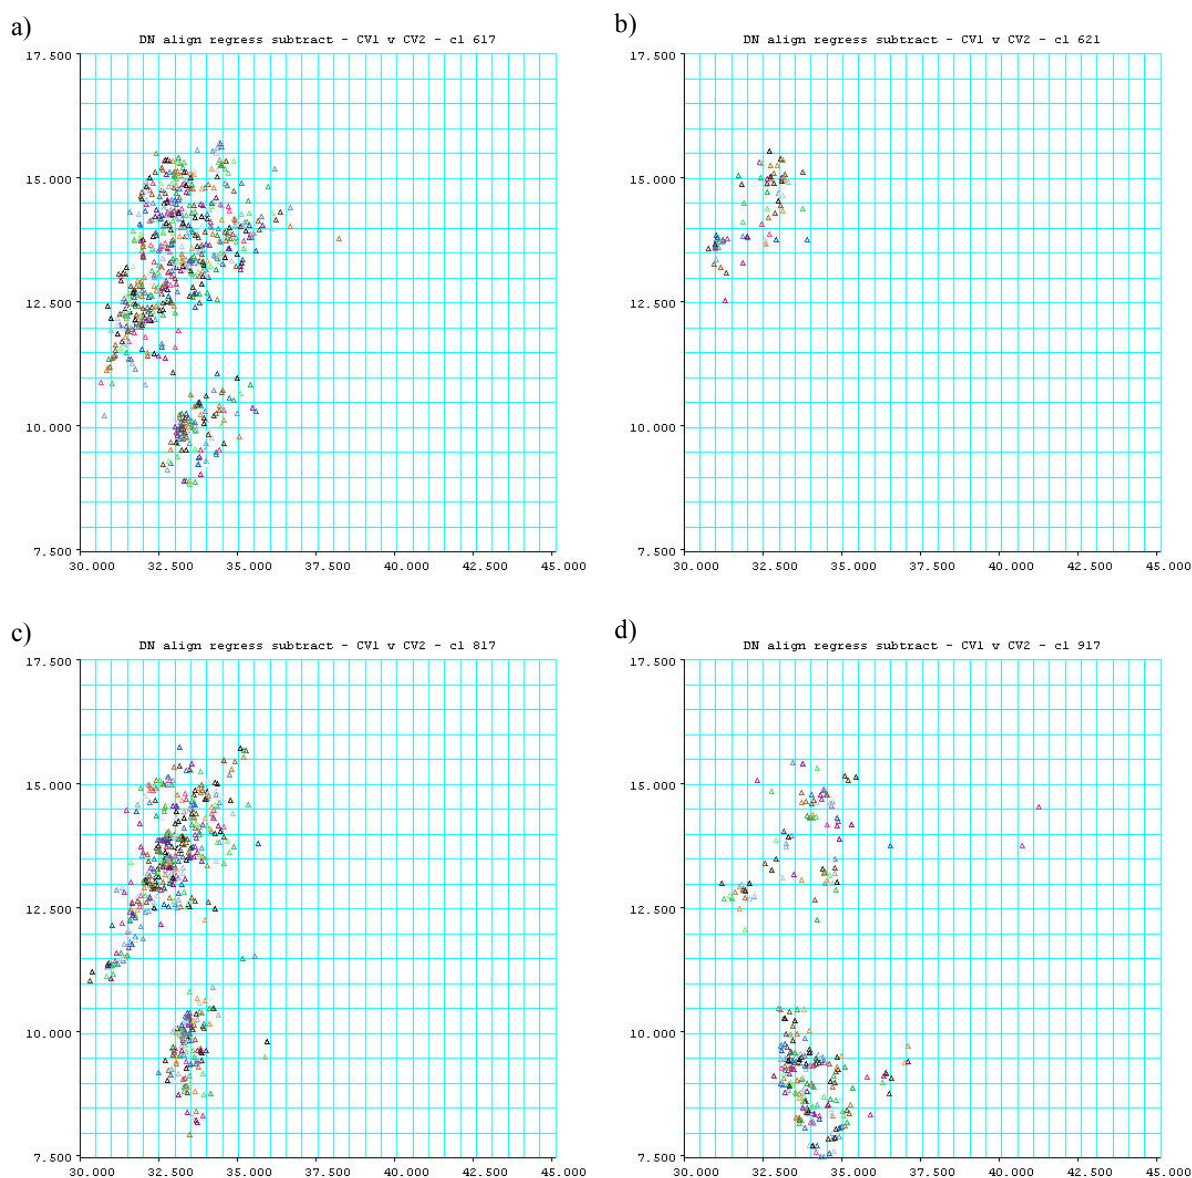 a)
DN align regress subtract - CV1 v CV2 - cl 617
17.500
15.000
12.500
10.000
7.500
30.000 32.500 35.000 37.500 40.000 42.500 45.000
b)
DN align regress subtract - CV1 v CV2 - cl 621
17.500
15.000
12.500
10.000
7.500
30.000 32.500 35.000 37.500 40.000 42.500 45.000
c)
DN align regress subtract - CV1 v CV2 - cl 817
17.500
15.000
12.500
10.000
7.500
30.000 32.500 35.000 37.500 40.000 42.500 45.000
d)
DN align regress subtract - CV1 v CV2 - cl 917
17.500
15.000
12.500
10.000
7.500
30.000 32.500 35.000 37.500 40.000 42.500 45.000